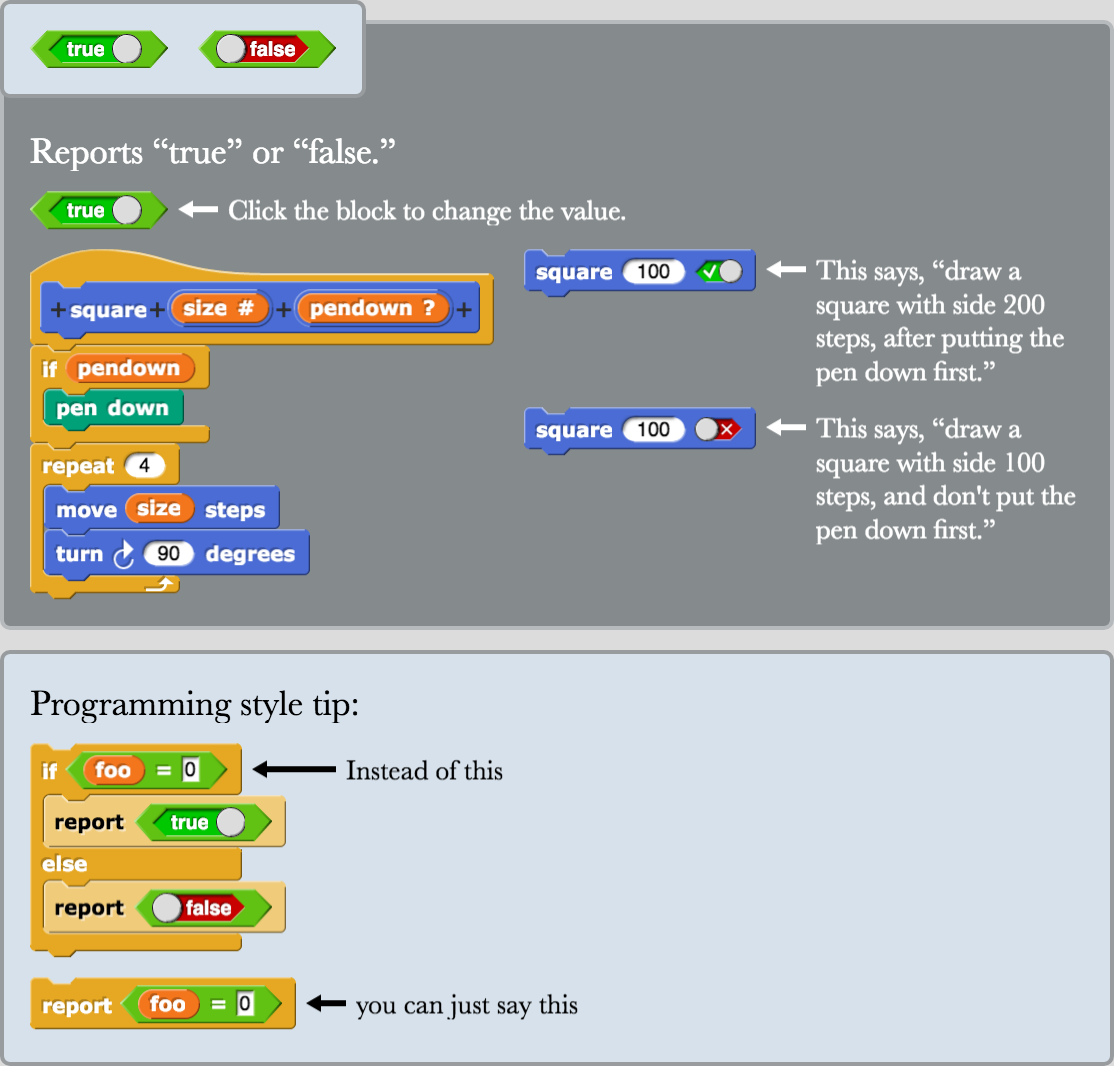 true false
Reports “true” or “false.”
true Click the block to change the value.
+ square + size # + pendown ? +
if pendown
pen down
repeat 4
move size steps
turn 90 degrees
square 100
This says, “draw a
square with side 200
steps, after putting the
pen down first.”
square 100
This says, “draw a
square with side 100
steps, and don't put the
pen down first.”
Programming style tip:
if foo = 0 Instead of this
report true
else
report false
report foo = 0 you can just say this